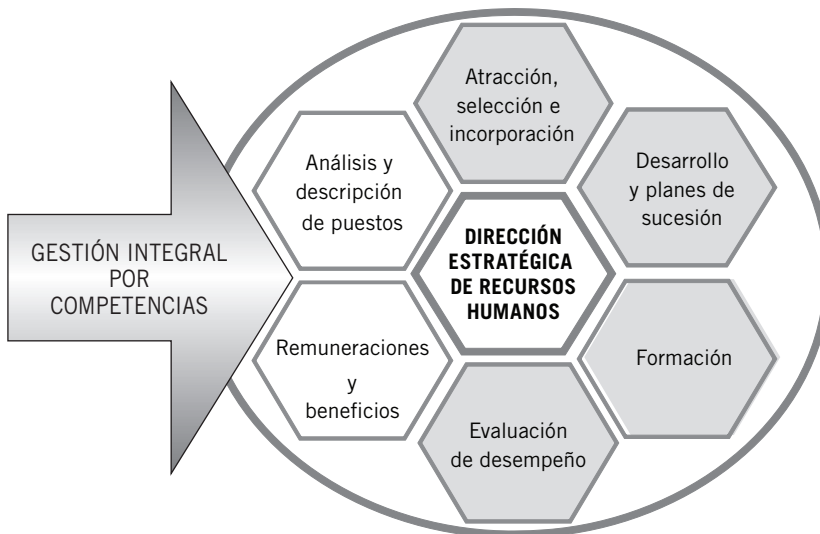 GESTIÓN INTEGRAL
POR
COMPETENCIAS
Atracción,
selección e
incorporación
Análisis y
descripción
de puestos
Desarrollo
y planes de
sucesión
DIRECCIÓN
ESTRATÉGICA
DE RECURSOS
HUMANOS
Remuneraciones
y
beneficios
Formación
Evaluación
de desempeño